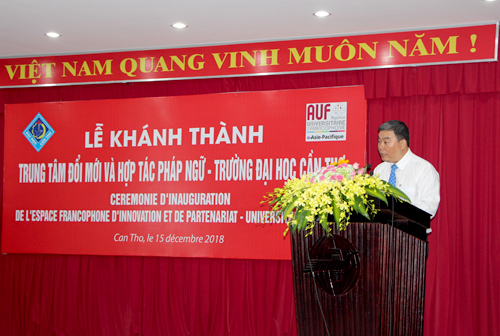 VIỆT NAM QUANG VINH MUÔN NĂM !
AUF
UNIVERSITAIRE
Asie-Pacifique
LỄ KHÁNH THÀNH
TRUNG TÂM ĐỔI MỚI VÀ HỢP TÁC PHÁP NGỮ - TRƯỜNG ĐẠI HỌC CẦN
CEREMONIE D'INAUGURATION
DE L'ESPACE FRANCOPHONE D'INNOVATION ET DE PARTENARIAT -
Can Tho, le 15 décembre 2018